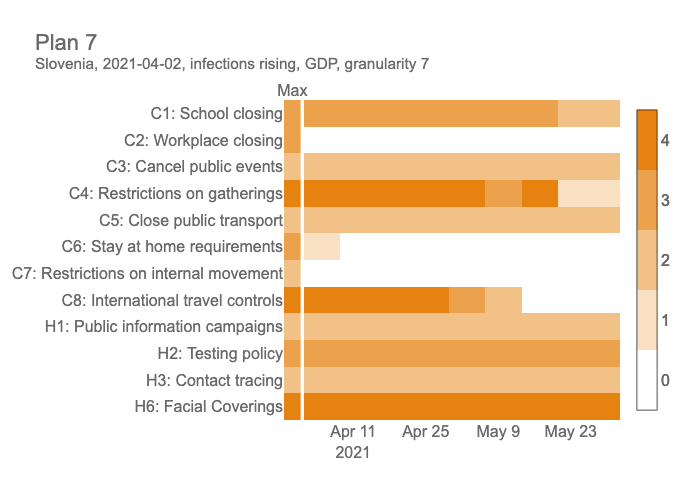 Plan 7
Slovenia, 2021-04-02, infections rising, GDP, granularity 7
Max
C1: School closing
C2: Workplace closing
C3: Cancel public events
C4: Restrictions on gatherings
C5: Close public transport
C6: Stay at home requirements
C7: Restrictions on internal movement
C8: International travel controls
H1: Public information campaigns
H2: Testing policy
H3: Contact tracing
H6: Facial Coverings
Apr 11 Apr 25 May 9 May 23
2021
4
3
2
1
0